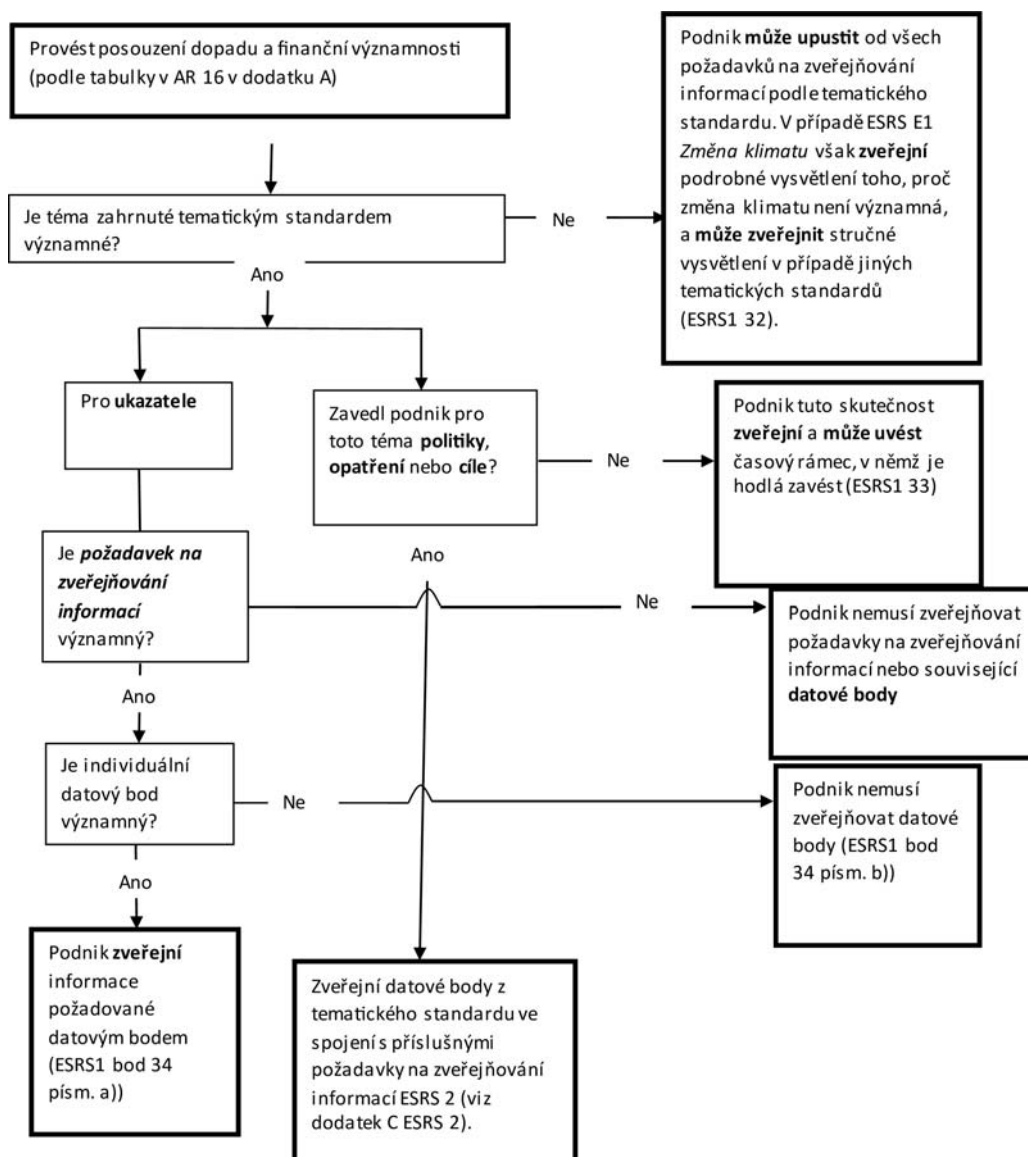 Provést posouzení dopadu a finanční významnosti
(podle tabulky v AR 16 v dodatku A)
Podnik může upustit od všech
požadavků na zveřejňování
informací podle tematického
standardu. V případě ESRS E1
Změna klimatu však zveřejní
podrobné vysvětlení toho, proč
změna klimatu není významná,
a může zveřejnit stručné
vysvětlení v případě jiných
tematických standardů
(ESRS1 32).
Je téma zahrnuté tematickým standardem
významné?
Ne
Ano
Pro ukazatele
Zavedl podnik pro
toto téma politiky,
opatření nebo cíle?
Ne
Podnik tuto skutečnost
zveřejní a může uvést
časový rámec, v němž je
hodlá zavést (ESRS1 33)
Ano
Je požadavek na
zveřejňování
informací
významný?
Ne
Podnik nemusí zveřejňovat
požadavky na zveřejňování
informací nebo související
datové body
Ano
Je individuální
datový bod
významný?
Ne
Podnik nemusí
zveřejňovat datové
body (ESRS1 bod
34 písm. b))
Ano
Podnik zveřejní
informace
požadované
datovým bodem
(ESRS1 bod 34
písm. a))
Zveřejní datové body z
tematického standardu ve
spojení s příslušnými
požadavky na zveřejňování
informací ESRS 2 (viz
dodatek C ESRS 2).